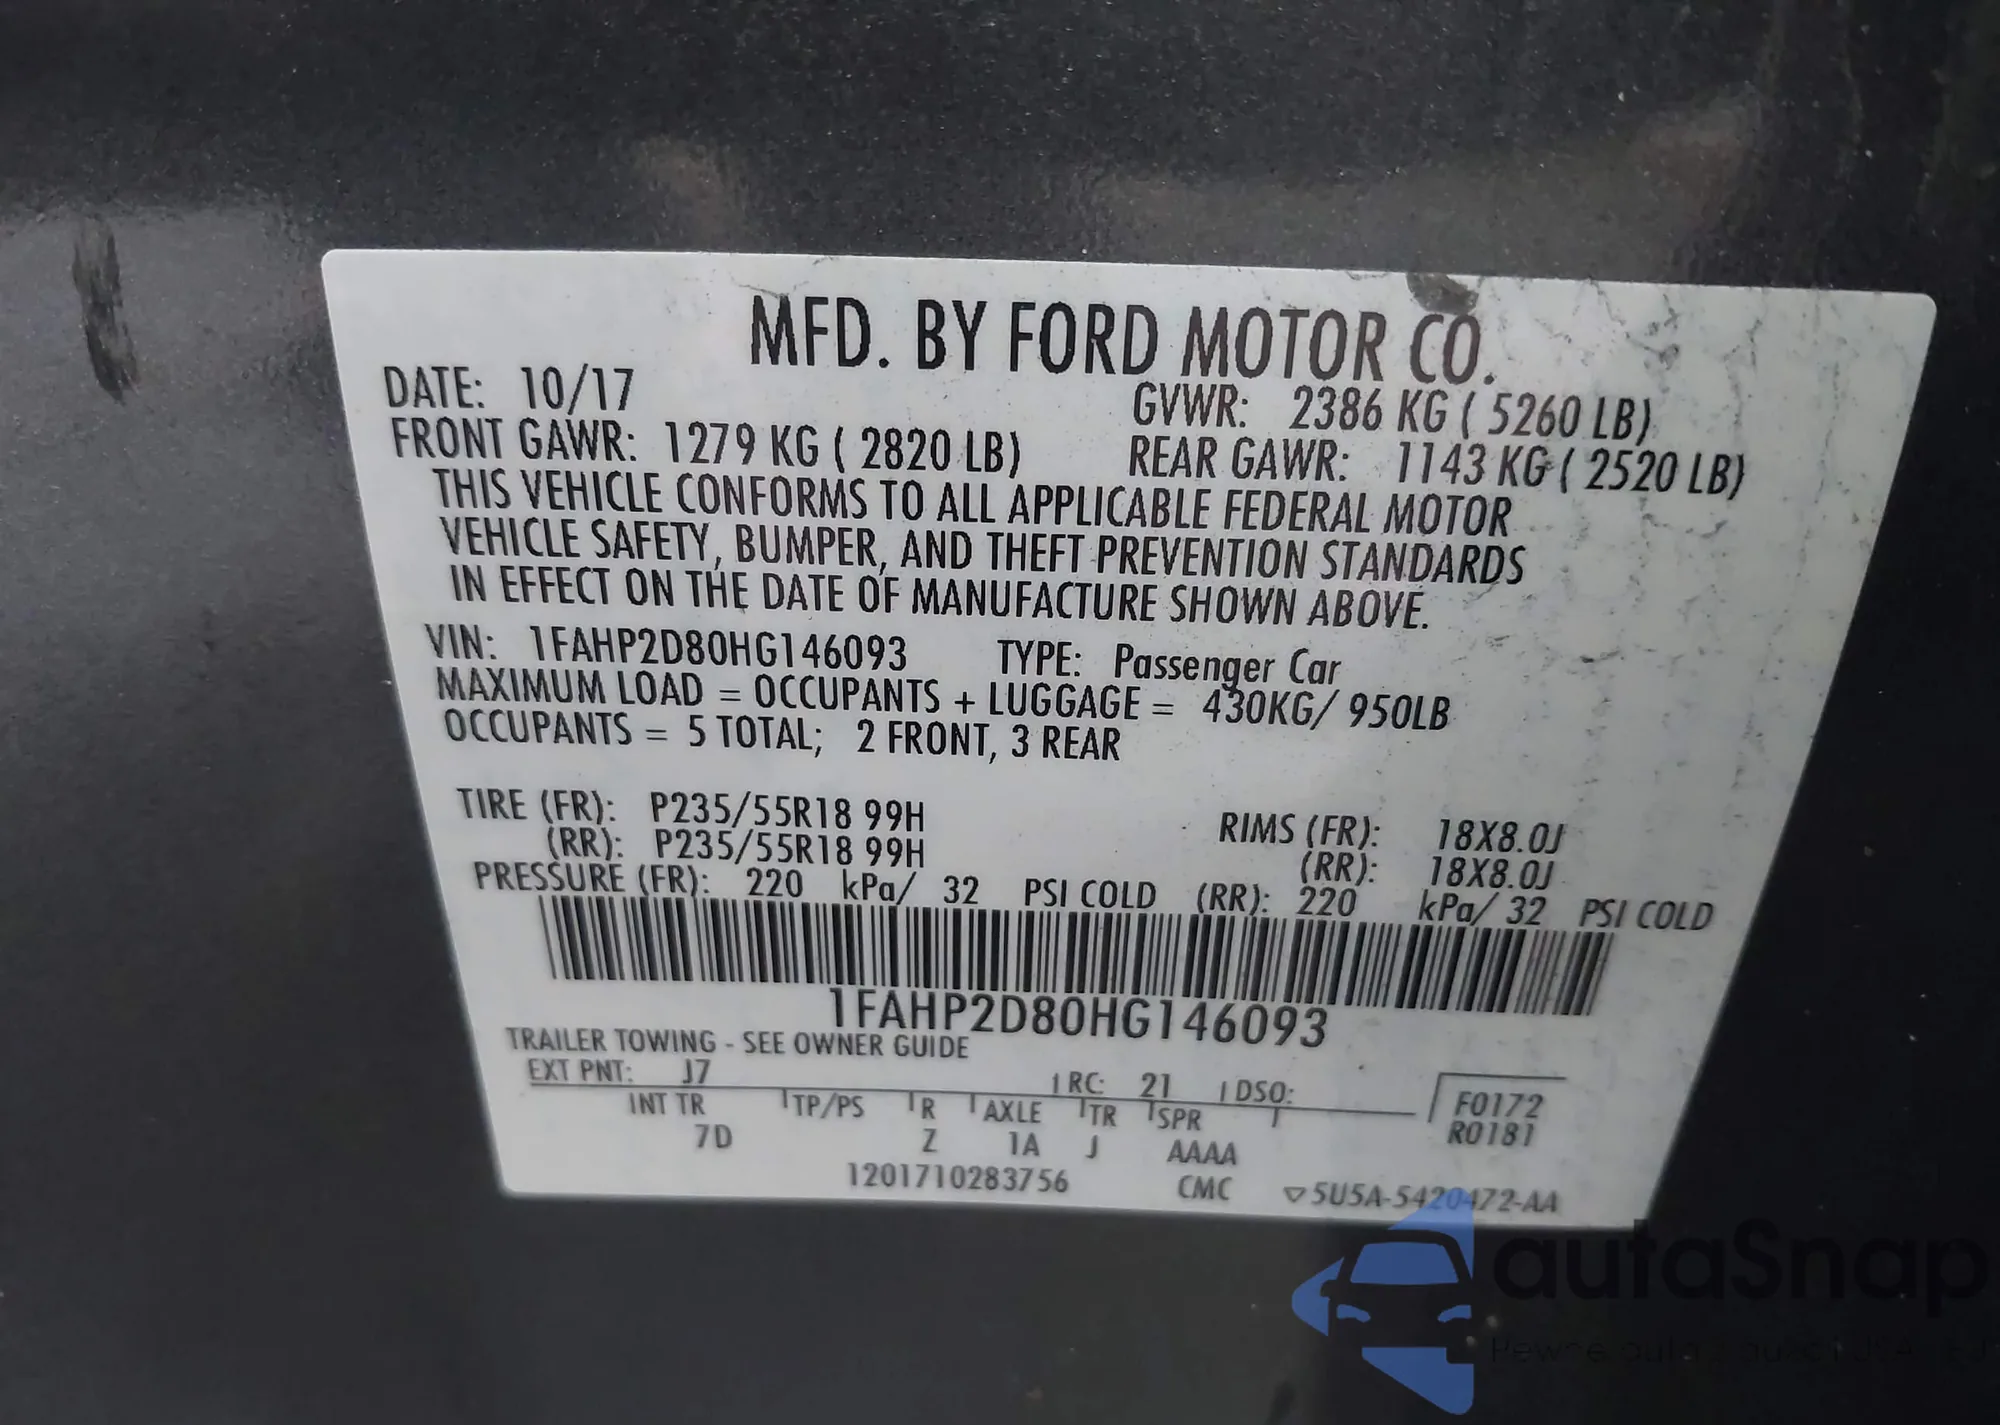 MFD. BY FORD MOTOR CO.
DATE: 10/17 GVWR: 2386 KG ( 5260 LB)
FRONT GAWR: 1279 KG ( 2820 LB) REAR GAWR: 1143 KG ( 2520 LB)
THIS VEHICLE CONFORMS TO ALL APPLICABLE FEDERAL MOTOR
VEHICLE SAFETY, BUMPER, AND THEFT PREVENTION STANDARDS
IN EFFECT ON THE DATE OF MANUFACTURE SHOWN ABOVE.
VIN: 1FAHP2D80HG146093 TYPE: Passenger Car
MAXIMUM LOAD = OCCUPANTS + LUGGAGE = 430KG/ 950LB
OCCUPANTS = 5 TOTAL; 2 FRONT, 3 REAR
TIRE (FR): P235/55R18 99H RIMS (FR): 18X8.0J
(RR): P235/55R18 99H (RR): 18X8.0J
PRESSURE (FR): 220 kPa/ 32 PSI COLD (RR): 220 kPa/ 32 PSI COLD
1FAHP2D80HG146093
TRAILER TOWING - SEE OWNER GUIDE
EXT PNT: J7 RC: 21 DSO:
INT TR TP/PS R AXLE TR SPR F0172
7D Z 1A J AAAA R0181
1201710283756 CMC ▽5U5A-5420472-AA
autaSnap